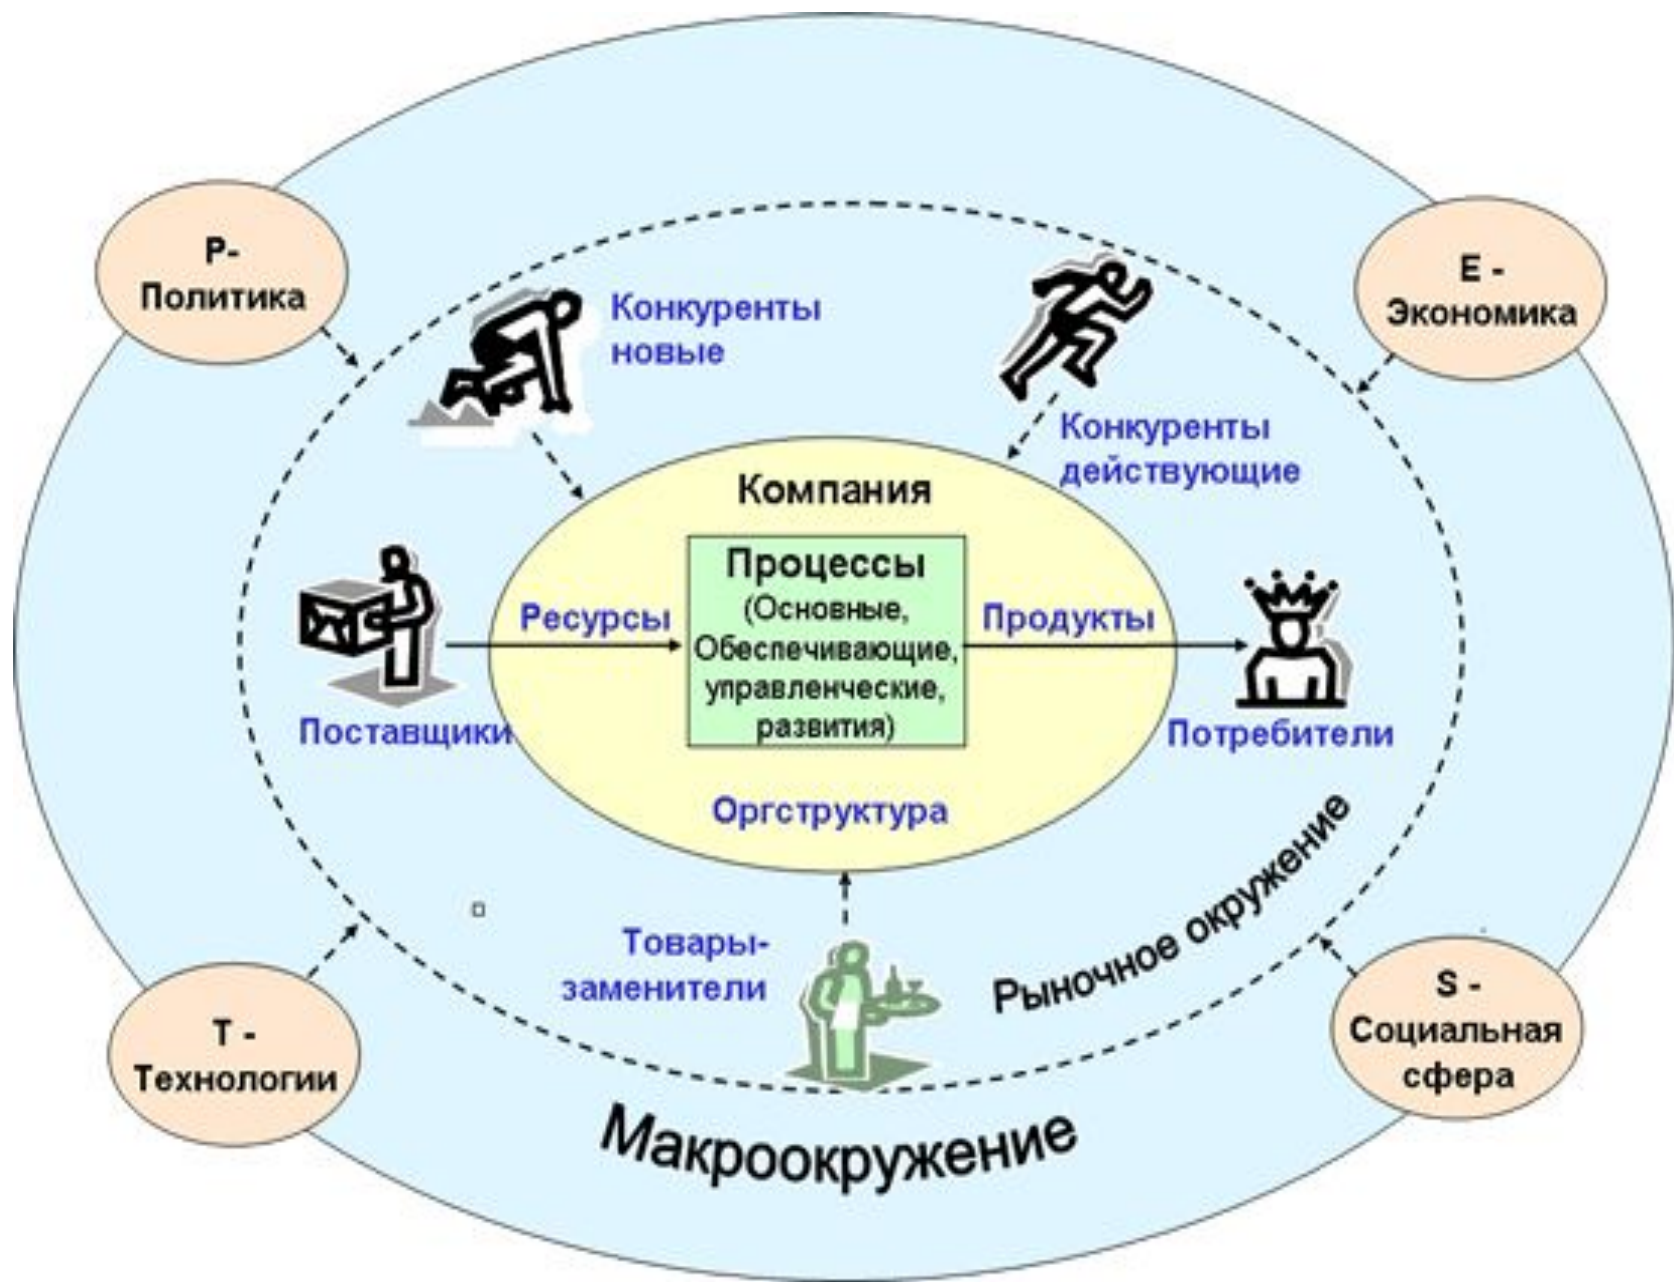 P-
Политика
E -
Экономика
Конкуренты
новые
Конкуренты
действующие
Компания
Процессы
(Основные,
Обеспечивающие,
управленческие,
развития)
Ресурсы
Продукты
Поставщики
Потребители
Оргструктура
Товары-
заменители
Рыночное окружение
T -
Технологии
S -
Социальная
сфера
Макроокружение